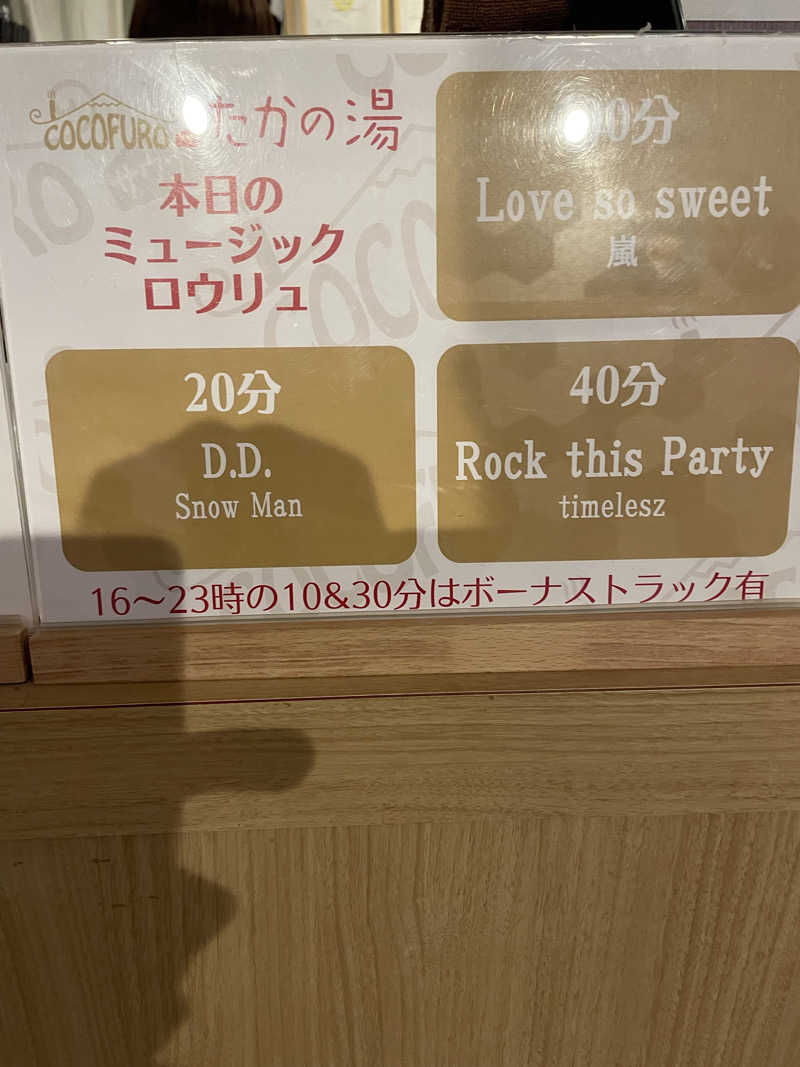 COCOFURO たかの湯
本日の
ミュージック
ロウリュ
0分
Love so sweet
嵐
20分
D.D.
Snow Man
40分
Rock this Party
timelesz
16〜23時の10&30分はボーナストラック有